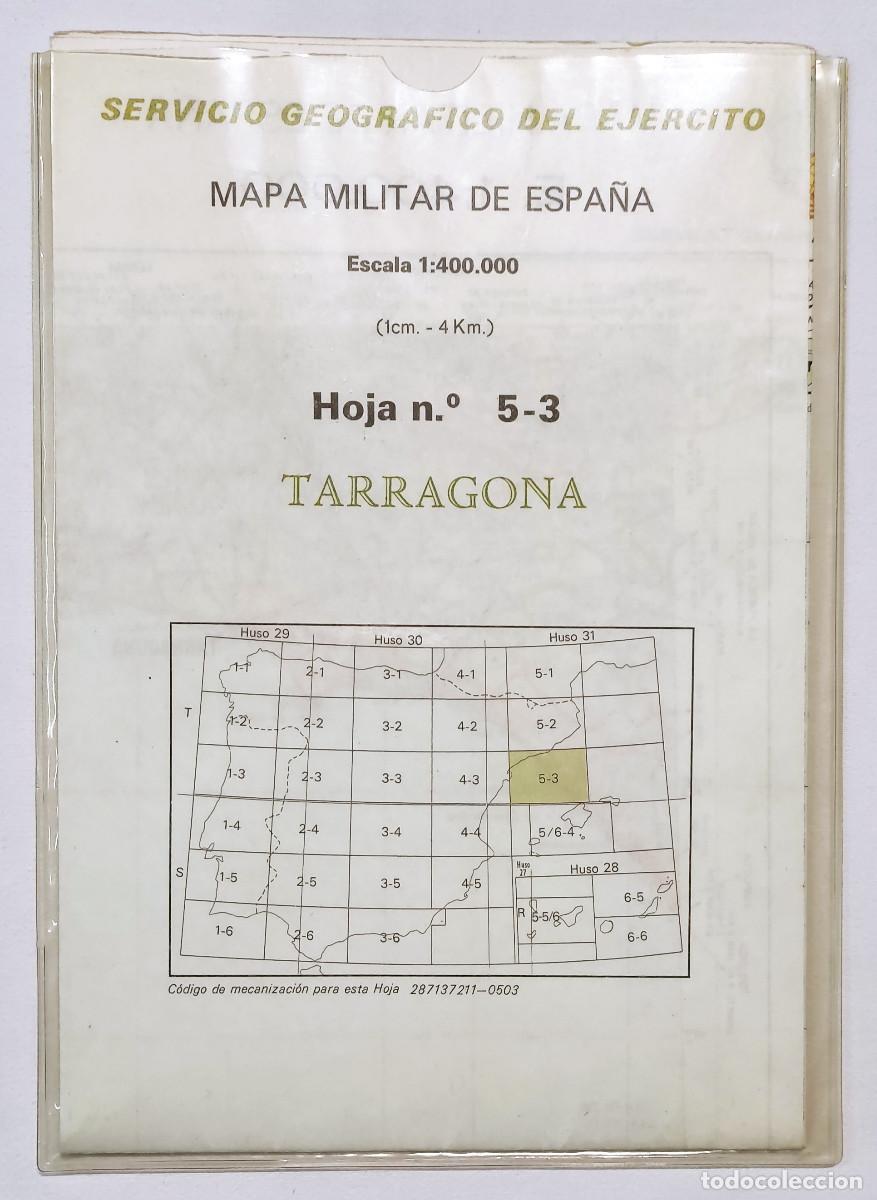 SERVICIO GEOGRAFICO DEL EJERCITO
MAPA MILITAR DE ESPAÑA
Escala 1:400.000
(1cm. - 4 Km.)
Hoja n.º 5-3
TARRAGONA
Huso 29 Huso 30 Huso 31
1-1 2-1 3-1 4-1 5-1
T
1-2 2-2 3-2 4-2 5-2
1-3 2-3 3-3 4-3 5-3
1-4 2-4 3-4 4-4 5/6-4
Huso 27 Huso 28
S
1-5 2-5 3-5 4-5
6-5
R
5-5/6
1-6 2-6 3-6
6-6
Código de mecanización para esta Hoja 287137211—0503
todocoleccion